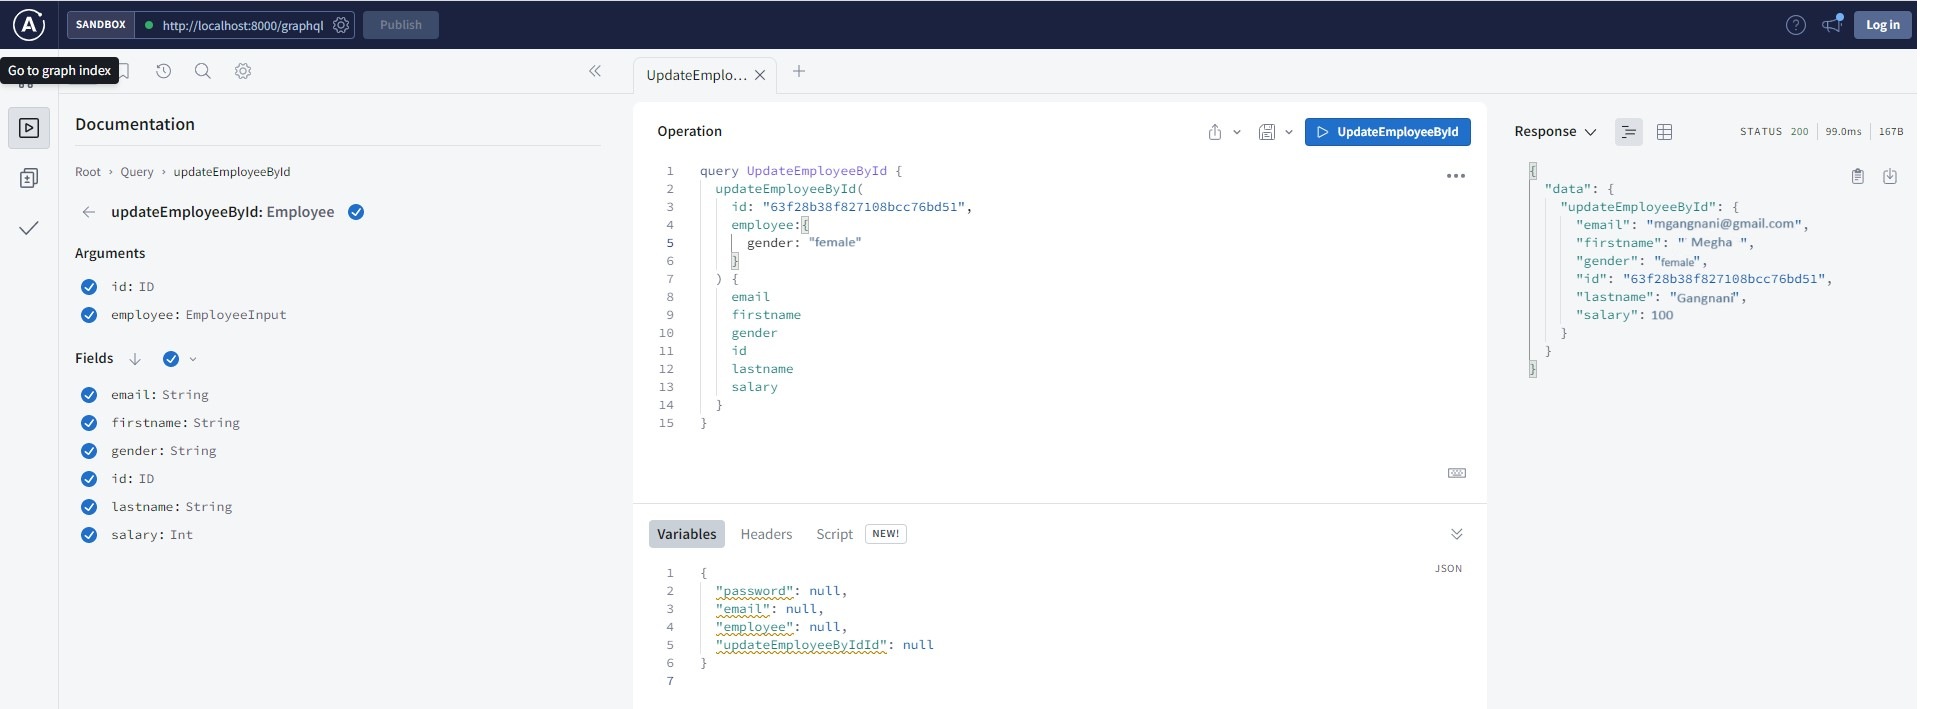 SANDBOX http://localhost:8000/graphql Publish Log in
Go to graph index
UpdateEmplo...
Documentation
Root › Query › updateEmployeeById
updateEmployeeById: Employee
Arguments
id: ID
employee: EmployeeInput
Fields
email: String
firstname: String
gender: String
id: ID
lastname: String
salary: Int
Operation
UpdateEmployeeById
1 query UpdateEmployeeById {
2 updateEmployeeById(
3 id: "63f28b38f827108bcc76bd51",
4 employee:{
5 gender: "female"
6 }
7 ) {
8 email
9 firstname
10 gender
11 id
12 lastname
13 salary
14 }
15 }
Variables Headers Script NEW!
JSON
1 {
2 "password": null,
3 "email": null,
4 "employee": null,
5 "updateEmployeeByIdId": null
6 }
7
Response STATUS 200 99.0ms 167B
{
"data": {
"updateEmployeeById": {
"email": "mgangnani@gmail.com",
"firstname": " Megha ",
"gender": "female",
"id": "63f28b38f827108bcc76bd51",
"lastname": "Gangnani",
"salary": 100
}
}
}